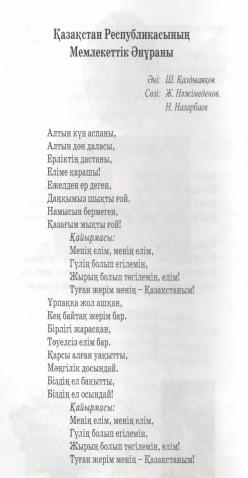 Қазақстан Республикасының
Мемлекеттік Әнұраны
Әні: Ш. Қалдаяқов
Сөзі: Ж. Нәжімеденов,
Н. Назарбаев
Алтын күн аспаны,
Алтын дән даласы,
Ерліктің дастаны,
Еліме қарашы!
Ежелден ер деген,
Даңқымыз шықты ғой.
Намысын бермеген,
Қазағым мықты ғой!
Қайырмасы:
Менің елім, менің елім,
Гүлің болып егілемін,
Жырың болып төгілемін, елім!
Туған жерім менің – Қазақстаным!
Ұрпаққа жол ашқан,
Кең байтақ жерім бар.
Бірлігі жарасқан,
Тәуелсіз елім бар.
Қарсы алған уақытты,
Мәңгілік досындай.
Біздің ел бақытты,
Біздің ел осындай!
Қайырмасы:
Менің елім, менің елім,
Гүлің болып егілемін,
Жырың болып төгілемін, елім!
Туған жерім менің – Қазақстаным!